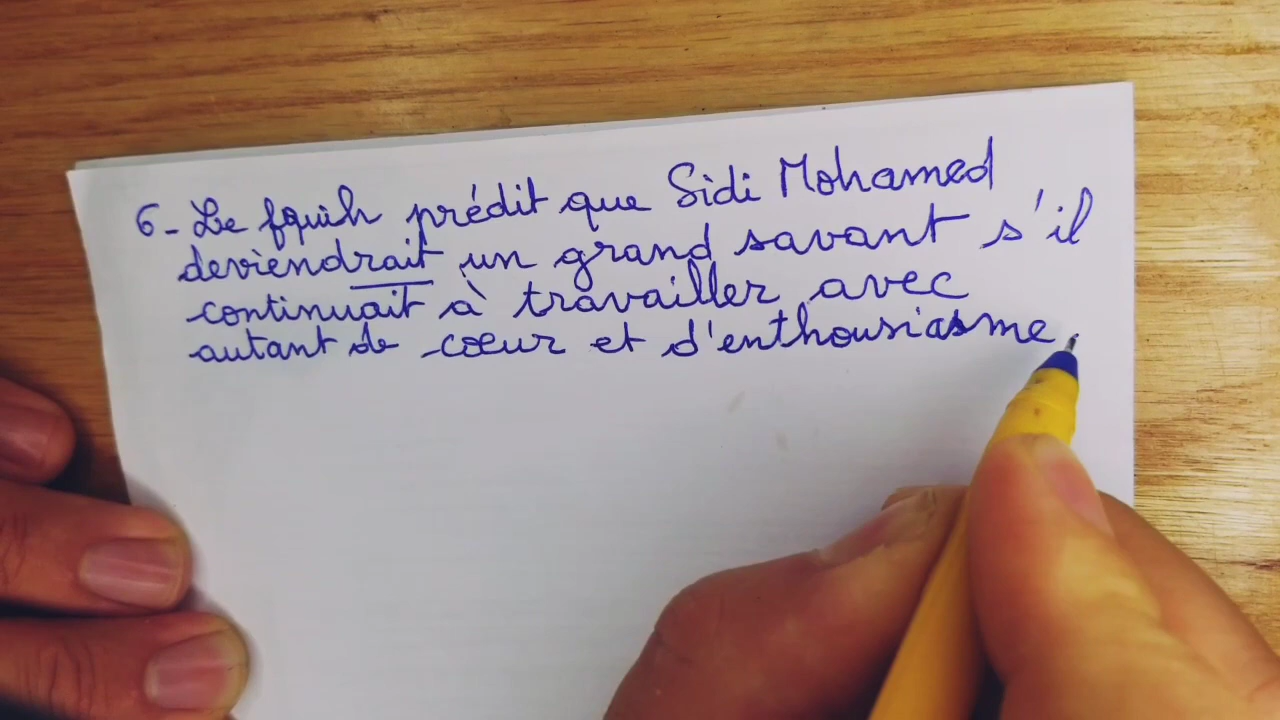 6- Le fquih prédit que Sidi Mohamed
deviendrait un grand savant s'il
continuait à travailler avec
autant de coeur et d'enthousiasme.